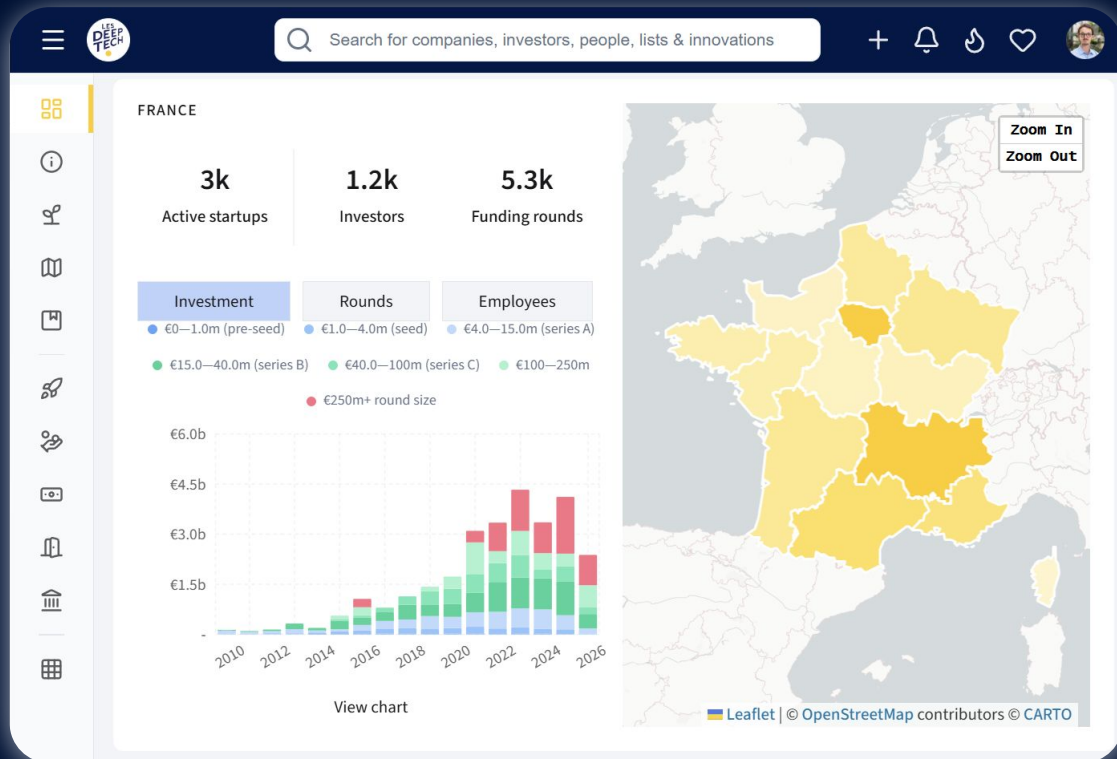 LES
DEEP
TECH
Search for companies, investors, people, lists & innovations
FRANCE
3k
Active startups
1.2k
Investors
5.3k
Funding rounds
Investment
Rounds
Employees
€0—1.0m (pre-seed)
€1.0—4.0m (seed)
€4.0—15.0m (series A)
€15.0—40.0m (series B)
€40.0—100m (series C)
€100—250m
€250m+ round size
€6.0b
€4.5b
€3.0b
€1.5b
-
2010
2012
2014
2016
2018
2020
2022
2024
2026
View chart
Zoom In
Zoom Out
Leaflet | © OpenStreetMap contributors © CARTO